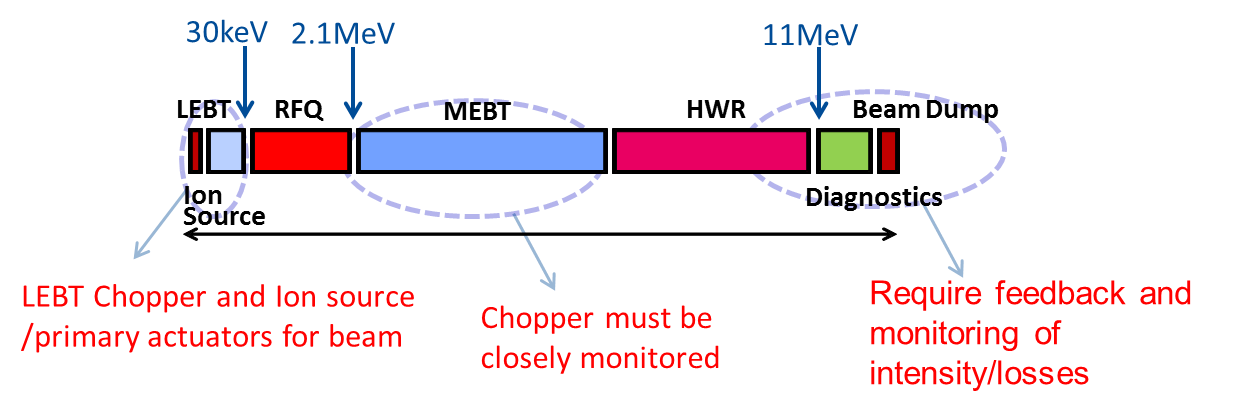 30keV 2.1MeV 11MeV
LEBT RFQ MEBT HWR Beam Dump
Ion
Source
Diagnostics
LEBT Chopper and Ion source
/primary actuators for beam
Chopper must be
closely monitored
Require feedback and
monitoring of
intensity/losses